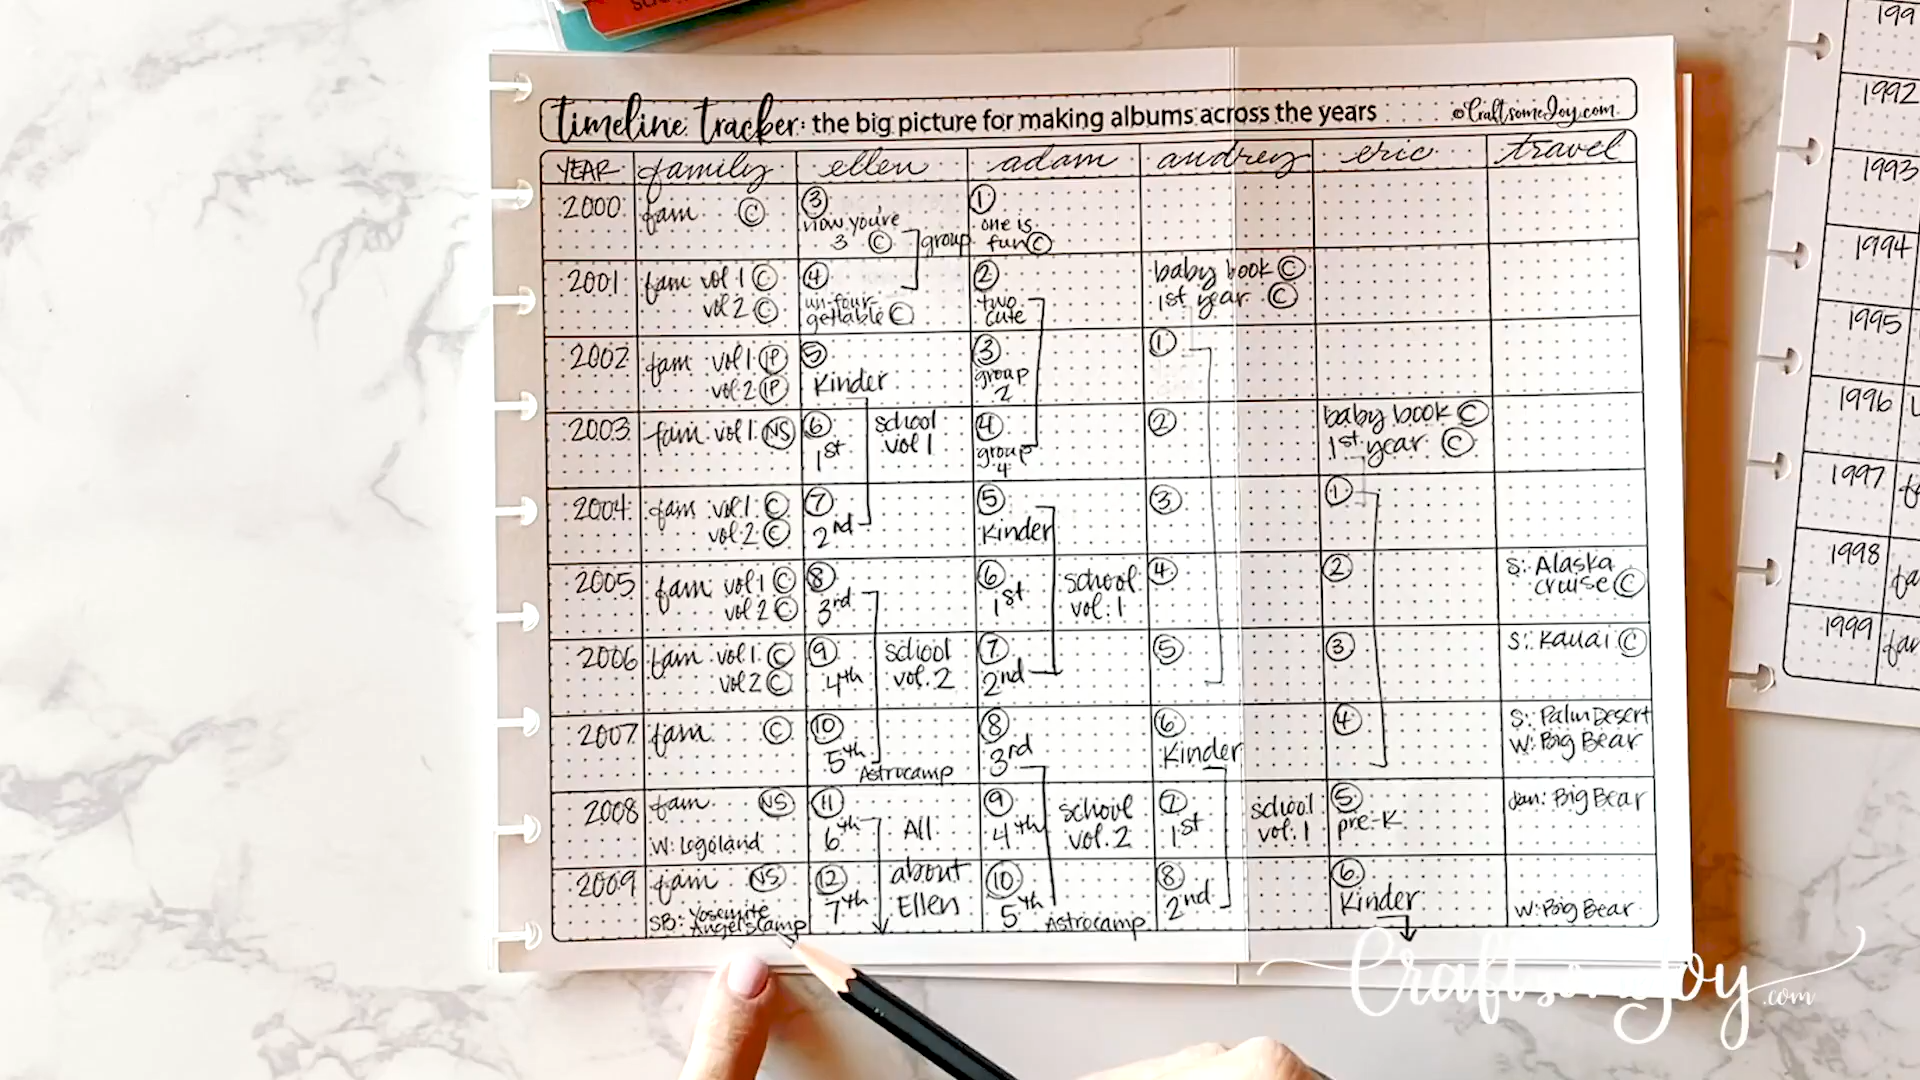 timeline tracker: the big picture for making albums across the years ©CraftsomeJoy.com
YEAR family ellen adam audrey eric travel
2000 fam C ③ now you're 3 C group ① one is fun C
2001 fam vol 1 C vol 2 C ④ un-four-gettable C ② two cute baby book C 1st year C
2002 fam vol 1 IP vol 2 IP ⑤ Kinder ③ group 2 ①
2003 fam vol 1 NS ⑥ 1st school vol 1 ④ group 4 ② baby book C 1st year C
2004 fam vol 1 C vol 2 C ⑦ 2nd ⑤ Kinder ③ ①
2005 fam vol 1 C vol 2 C ⑧ 3rd ⑥ 1st school vol. 1 ④ ② S: Alaska cruise C
2006 fam vol 1 C vol 2 C ⑨ 4th school vol. 2 ⑦ 2nd ⑤ ③ S: Kauai C
2007 fam C ⑩ 5th Astrocamp ⑧ 3rd ⑥ Kinder ④ S: Palm Desert W: Big Bear
2008 fam NS W: Legoland ⑪ 6th All ⑨ 4th school vol. 2 ⑦ 1st school vol. 1 ⑤ pre-K Jan: Big Bear
2009 fam NS SB: Yosemite Angelscamp ⑫ 7th about Ellen ⑩ 5th Astrocamp ⑧ 2nd ⑥ Kinder W: Big Bear
199
1992
1993
1994
1995
1996
1997
1998
1999
CraftsomeJoy.com